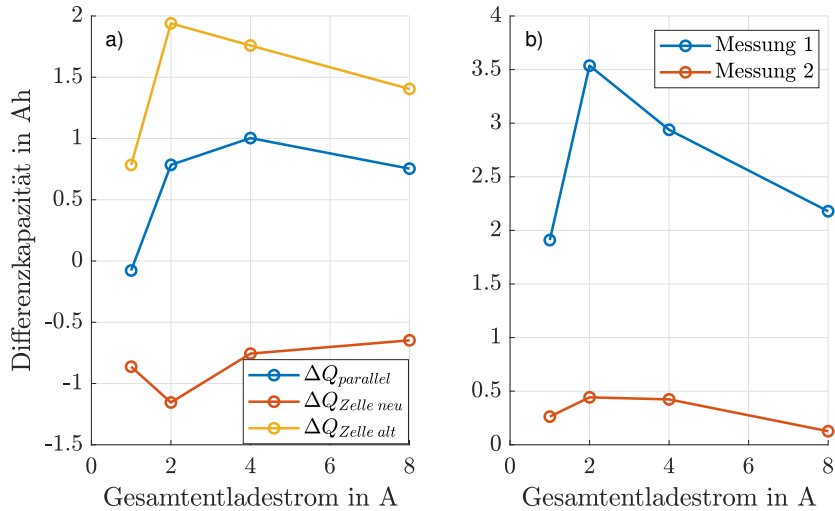 a)
Differenzkapazität in Ah
2
1.5
1
0.5
0
-0.5
-1
-1.5
ΔQ_parallel
ΔQ_Zelle neu
ΔQ_Zelle alt
0 2 4 6 8
Gesamtentladestrom in A
b)
Messung 1
Messung 2
4
3.5
3
2.5
2
1.5
1
0.5
0
0 2 4 6 8
Gesamtentladestrom in A